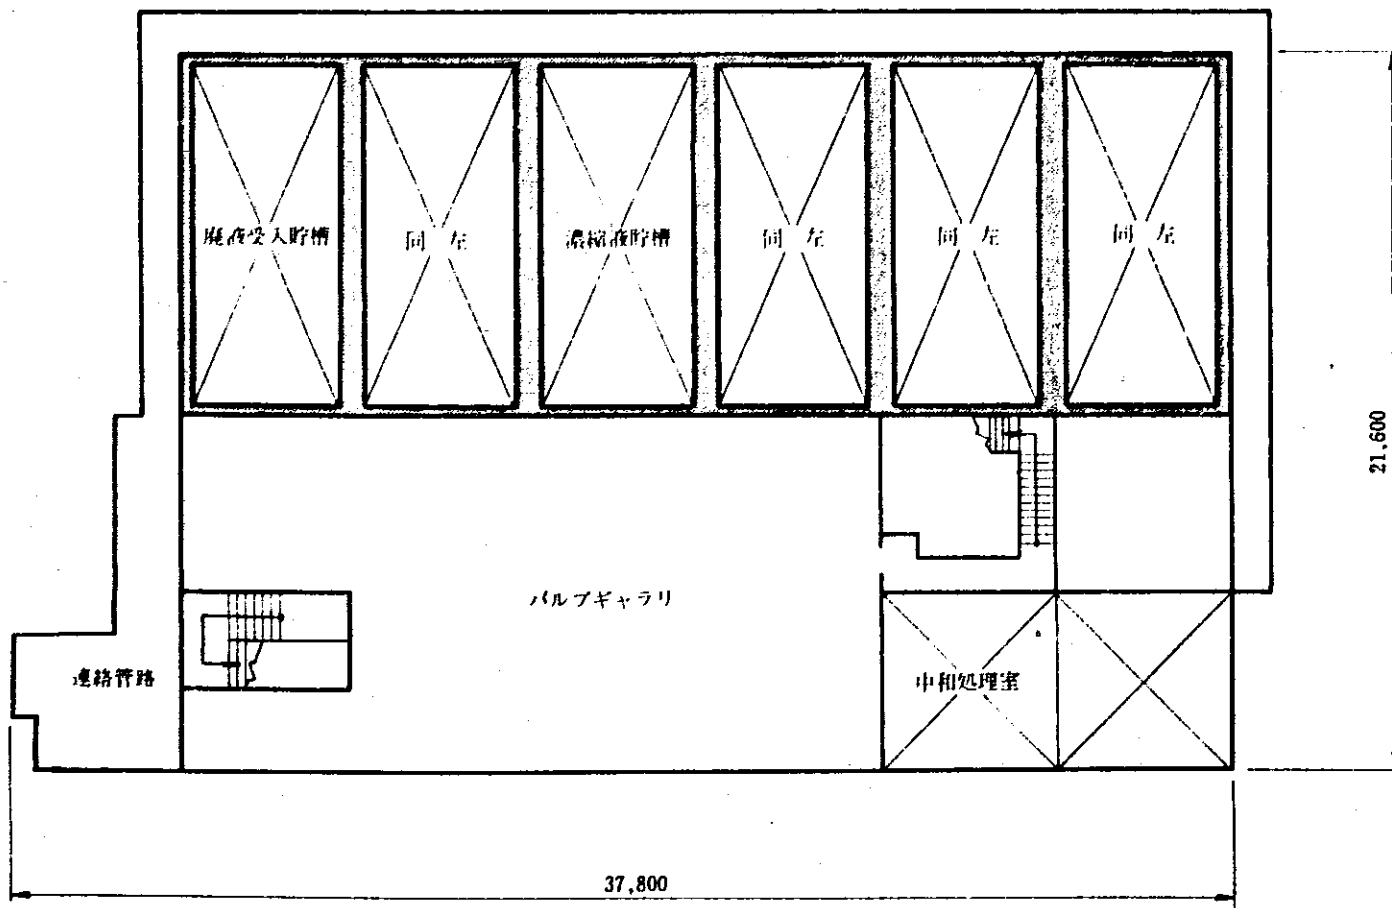 廃液受入貯槽
同左
濃縮液貯槽
同左
同左
同左
21,600
バルブギャラリ
連絡管路
中和処理室
37,800